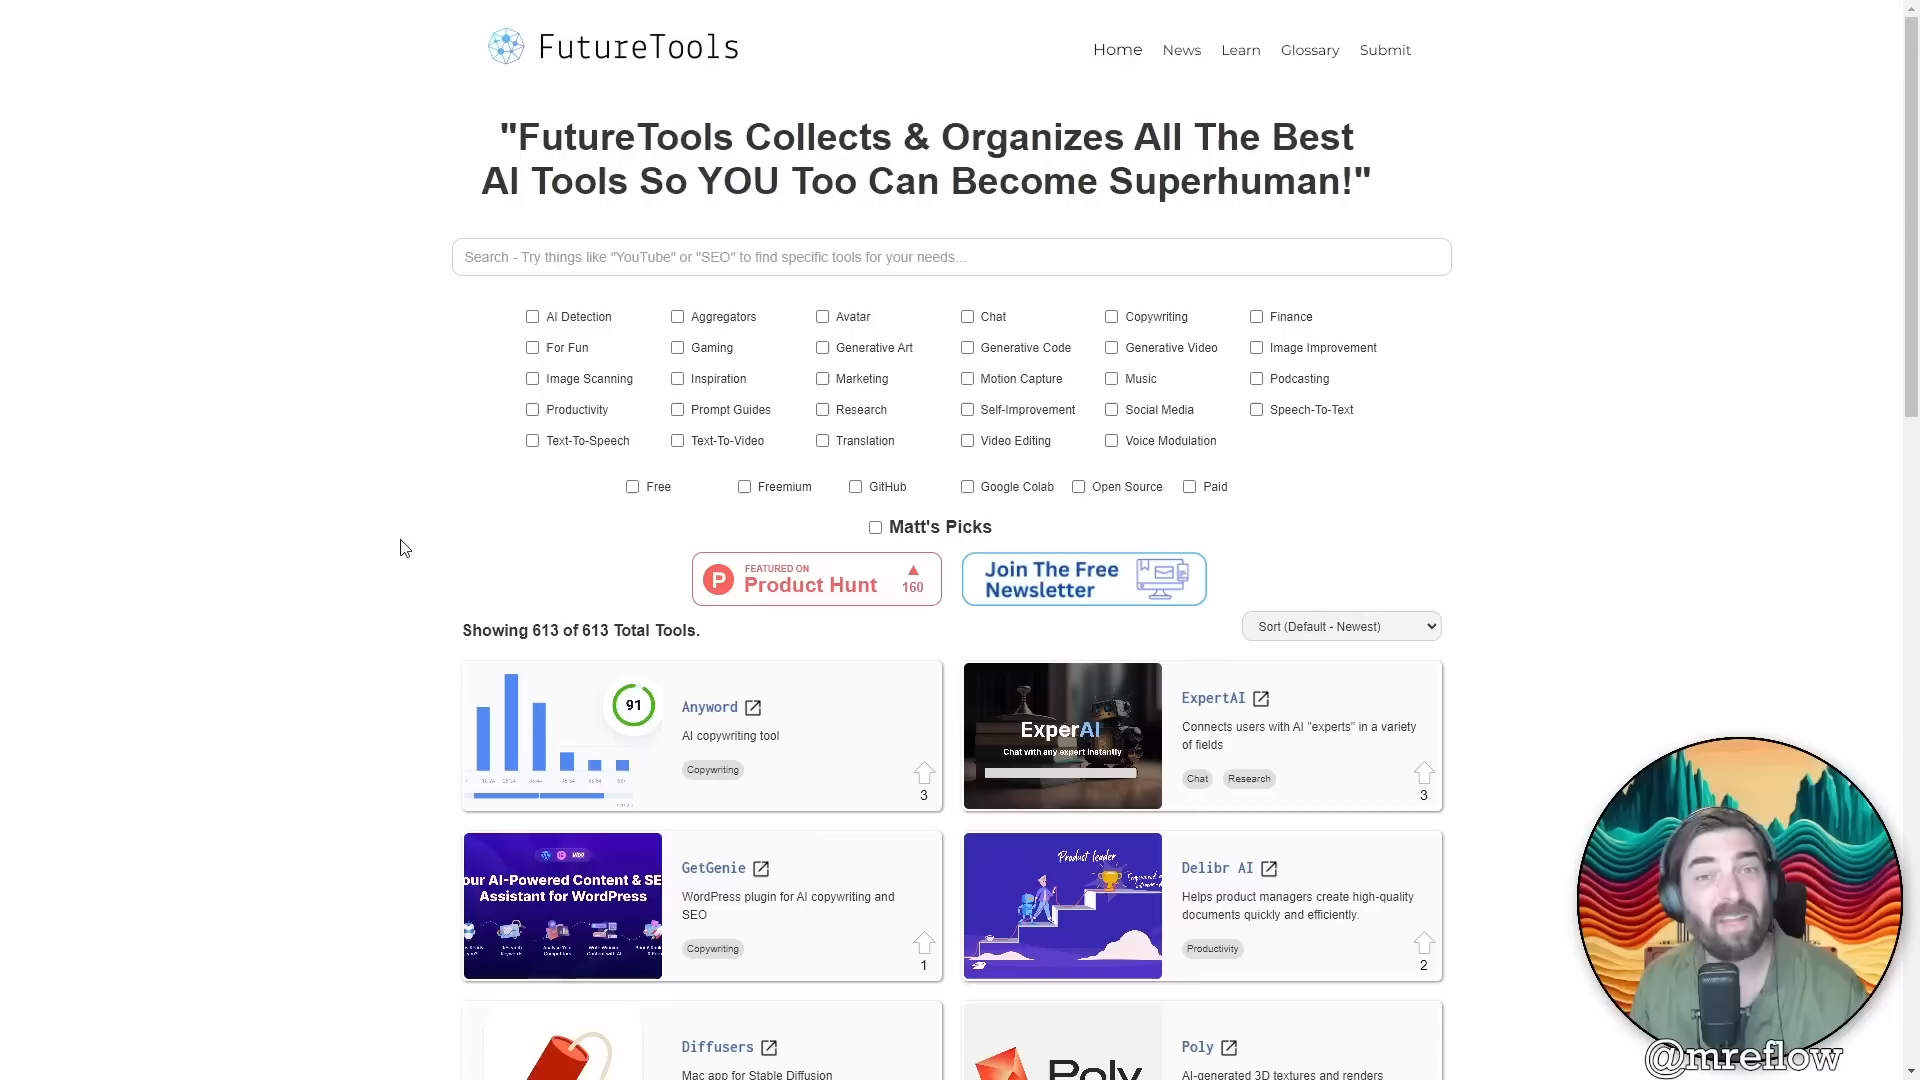 FutureTools
Home News Learn Glossary Submit
"FutureTools Collects & Organizes All The Best
AI Tools So YOU Too Can Become Superhuman!"
Search - Try things like "YouTube" or "SEO" to find specific tools for your needs...
AI Detection Aggregators Avatar Chat Copywriting Finance
For Fun Gaming Generative Art Generative Code Generative Video Image Improvement
Image Scanning Inspiration Marketing Motion Capture Music Podcasting
Productivity Prompt Guides Research Self-Improvement Social Media Speech-To-Text
Text-To-Speech Text-To-Video Translation Video Editing Voice Modulation
Free Freemium GitHub Google Colab Open Source Paid
Matt's Picks
P FEATURED ON
Product Hunt 160
Join The Free
Newsletter
Showing 613 of 613 Total Tools.
Sort (Default - Newest)
91
Anyword
AI copywriting tool
Copywriting
3
ExperAI
Chat with any expert instantly
ExpertAI
Connects users with AI "experts" in a variety
of fields
Chat Research
3
our AI-Powered Content & SE
Assistant for WordPress
GetGenie
WordPress plugin for AI copywriting and
SEO
Copywriting
1
Product leader
Delibr AI
Helps product managers create high-quality
documents quickly and efficiently.
Productivity
2
Diffusers
Mac app for Stable Diffusion
Poly
Poly
AI-generated 3D textures and renders
@mreflow